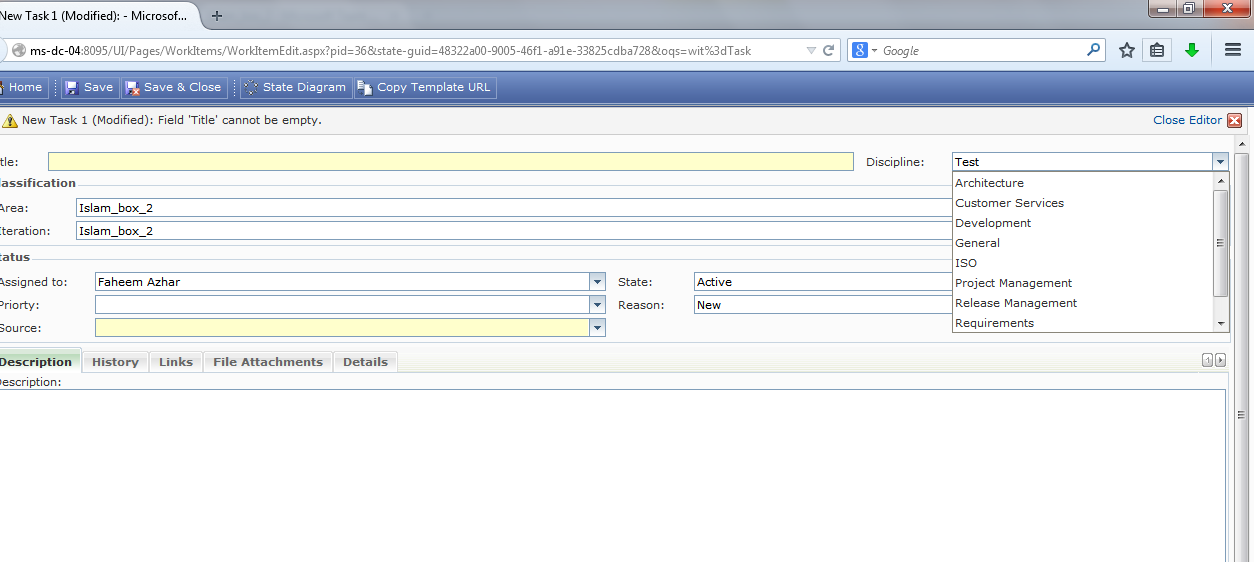 New Task 1 (Modified): - Microsof...
ms-dc-04:8095/UI/Pages/WorkItems/WorkItemEdit.aspx?pid=36&state-guid=48322a00-9005-46f1-a91e-33825cdba728&oqs=wit%3dTask
Google
Home Save Save & Close State Diagram Copy Template URL
New Task 1 (Modified): Field 'Title' cannot be empty. Close Editor
tle: Discipline: Test
lassification
Architecture
Area: Islam_box_2
Customer Services
Iteration: Islam_box_2
Development
General
tatus
ISO
Assigned to: Faheem Azhar State: Active
Project Management
Priorty: Reason: New
Release Management
Source:
Requirements
Description History Links File Attachments Details
Description: